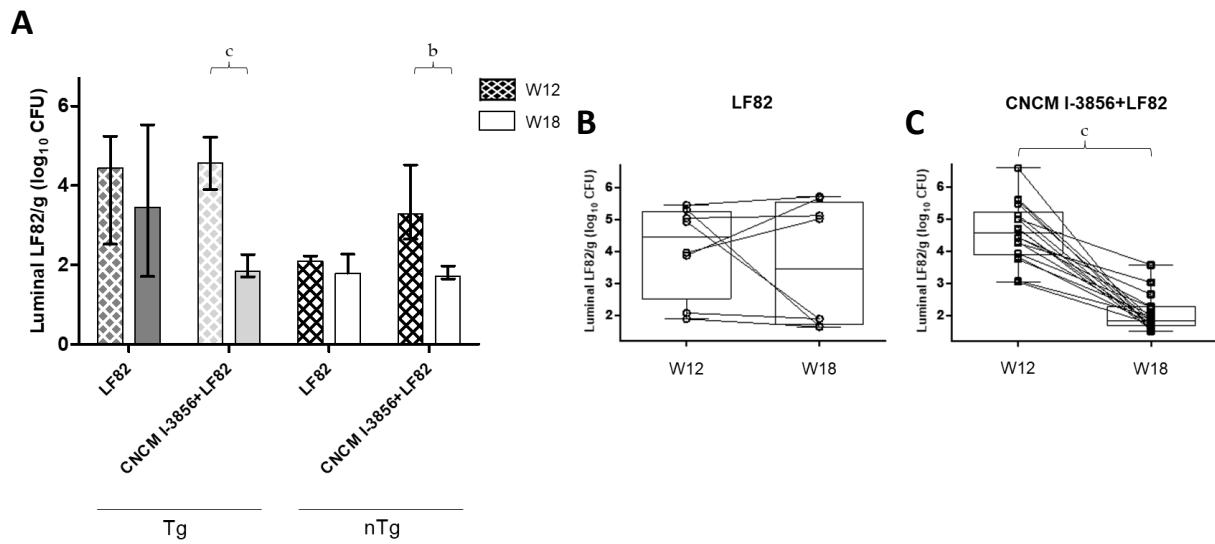 A
Luminal LF82/g (log₁₀ CFU)
6
4
2
0
c
b
W12
W18
LF82
CNCM I-3856+LF82
LF82
CNCM I-3856+LF82
Tg
nTg
B
LF82
Luminal LF82/g (log₁₀ CFU)
6
5
4
3
2
W12
W18
C
CNCM I-3856+LF82
c
Luminal LF82/g (log₁₀ CFU)
6
5
4
3
2
W12
W18